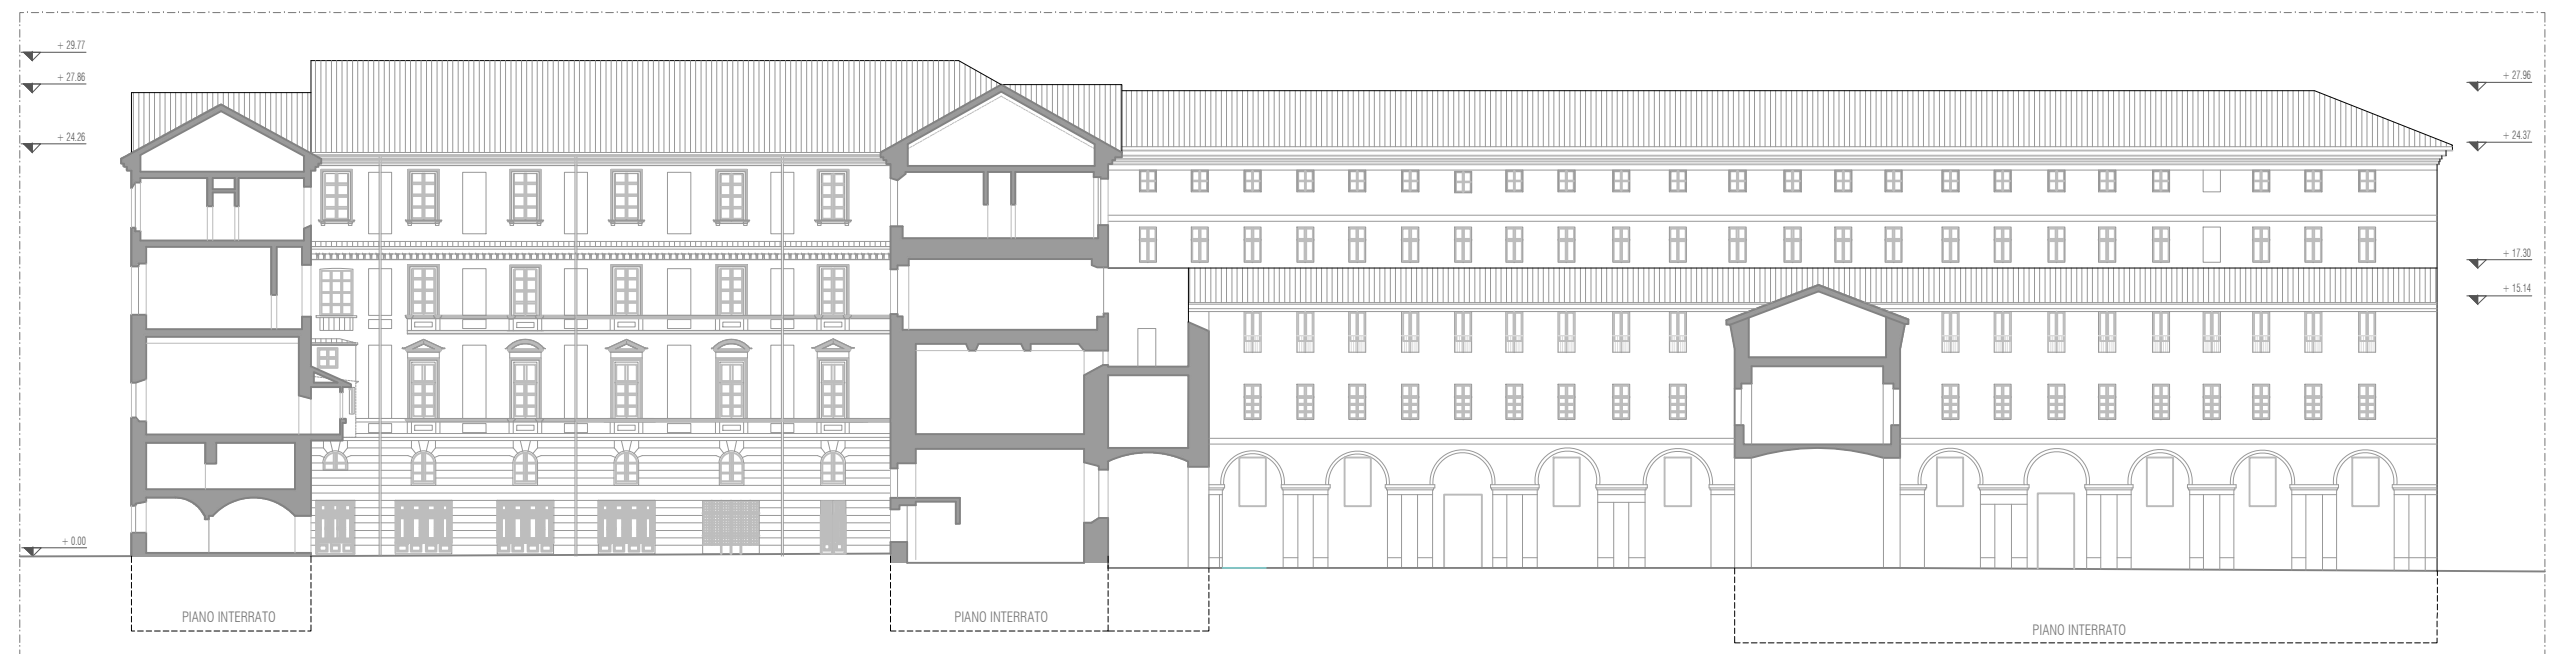 + 29.77
+ 27.86
+ 24.26
+ 0.00
+ 27.96
+ 24.37
+ 17.30
+ 15.14
PIANO INTERRATO
PIANO INTERRATO
PIANO INTERRATO